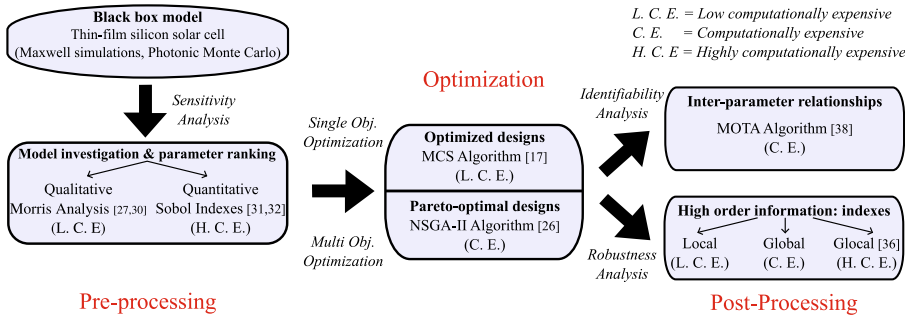 Black box model
Thin-film silicon solar cell
(Maxwell simulations, Photonic Monte Carlo)
Sensitivity
Analysis
Model investigation & parameter ranking
Qualitative
Morris Analysis [27,30]
(L. C. E)
Quantitative
Sobol Indexes [31,32]
(H. C. E.)
Pre-processing
Optimization
Single Obj.
Optimization
Multi Obj.
Optimization
Optimized designs
MCS Algorithm [17]
(L. C. E.)
Pareto-optimal designs
NSGA-II Algorithm [26]
(C. E.)
L. C. E. = Low computationally expensive
C. E. = Computationally expensive
H. C. E = Highly computationally expensive
Identifiability
Analysis
Inter-parameter relationships
MOTA Algorithm [38]
(C. E.)
Robustness
Analysis
High order information: indexes
Local
(L. C. E.)
Global
(C. E.)
Glocal [36]
(H. C. E.)
Post-Processing